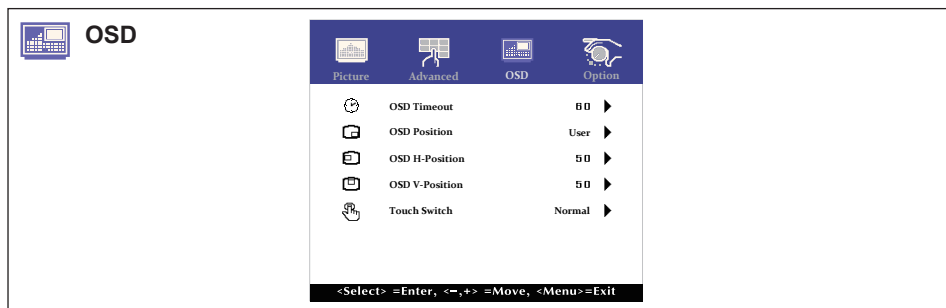 OSD
Picture Advanced OSD Option
OSD Timeout 60
OSD Position User
OSD H-Position 50
OSD V-Position 50
Touch Switch Normal
<Select> =Enter, <−,+> =Move, <Menu>=Exit